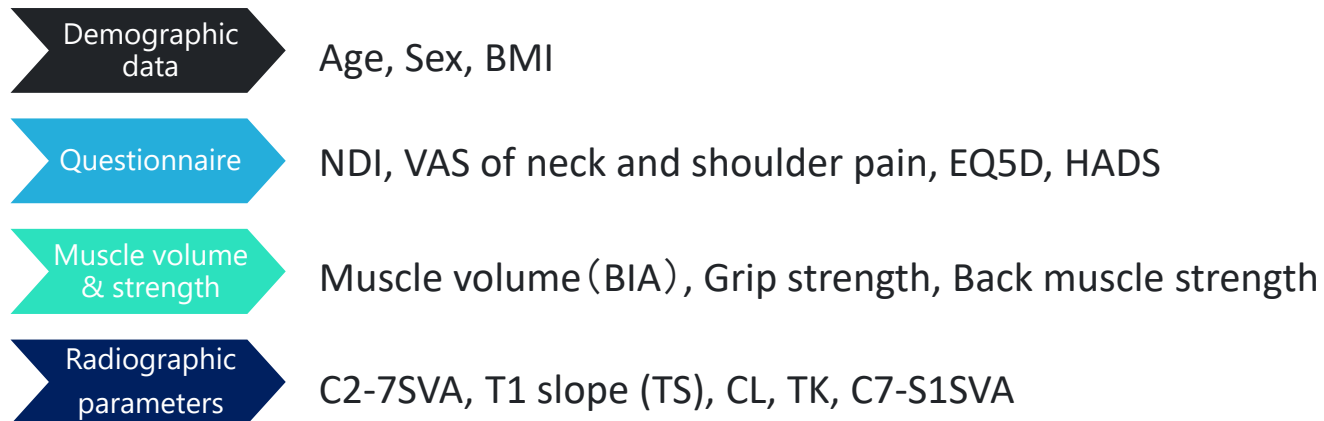 Demographic
data
Age, Sex, BMI
Questionnaire
NDI, VAS of neck and shoulder pain, EQ5D, HADS
Muscle volume
& strength
Muscle volume（BIA）, Grip strength, Back muscle strength
Radiographic
parameters
C2-7SVA, T1 slope (TS), CL, TK, C7-S1SVA